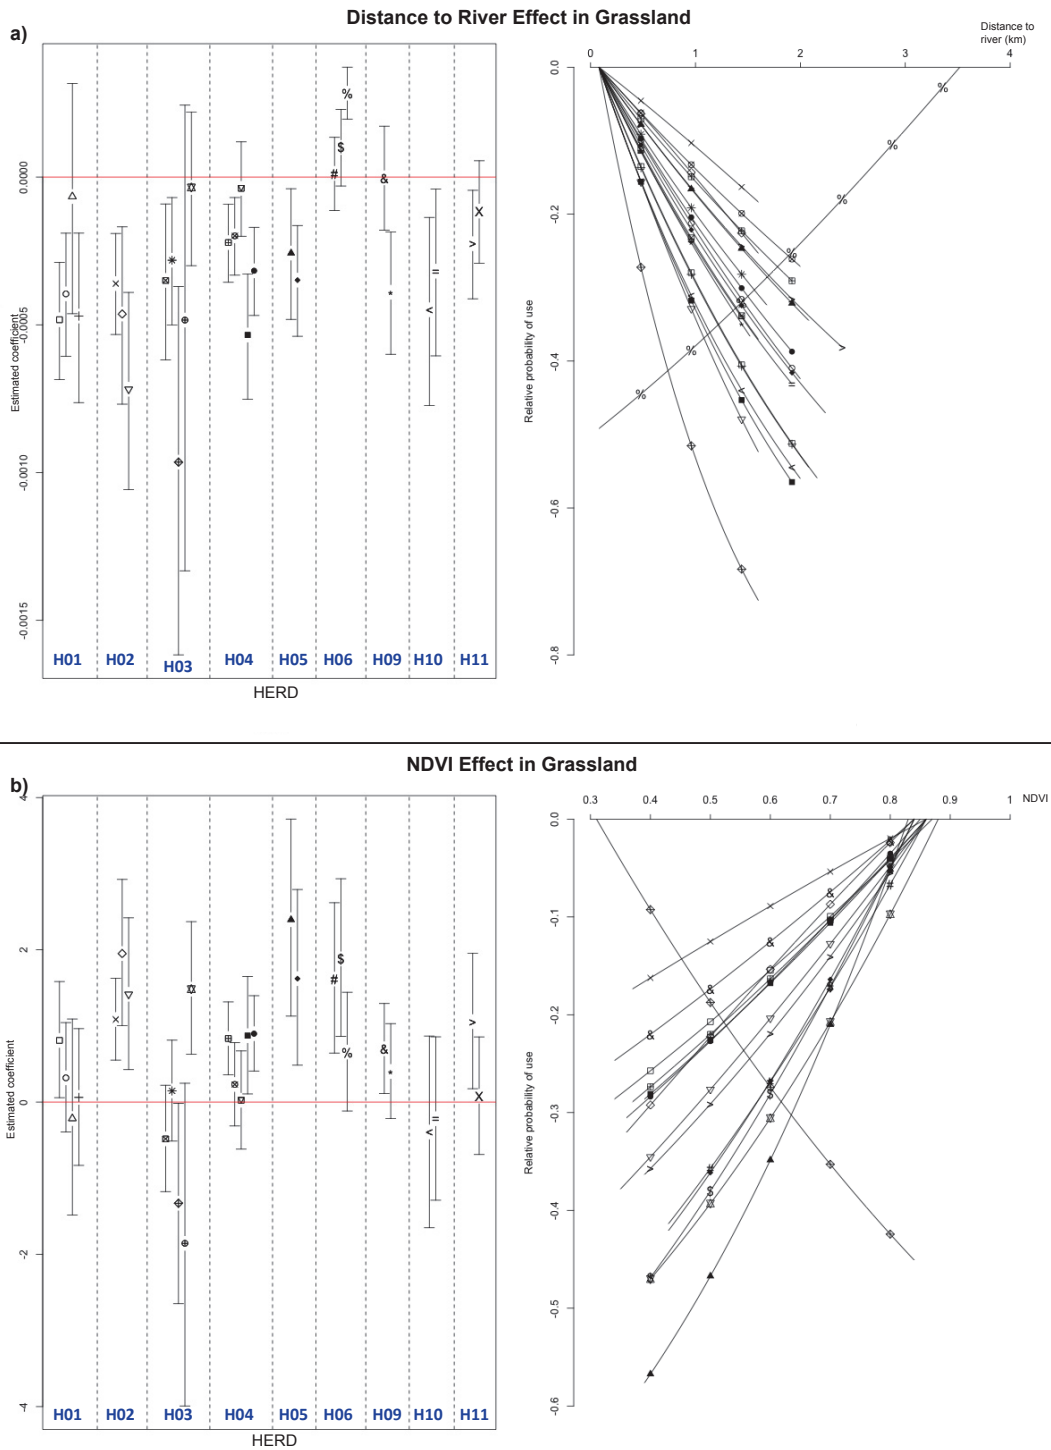 Distance to River Effect in Grassland
a)
Distance to
river (km)
0 1 2 3 4
0.0
-0.2
-0.4
-0.6
-0.8
Relative probability of use
0.0000
-0.0005
-0.0010
-0.0015
Estimated coefficient
H01 H02 H03 H04 H05 H06 H09 H10 H11
HERD
NDVI Effect in Grassland
b)
0.3 0.4 0.5 0.6 0.7 0.8 0.9 1 NDVI
0.0
-0.1
-0.2
-0.3
-0.4
-0.5
-0.6
Relative probability of use
4
2
0
-2
-4
Estimated coefficient
H01 H02 H03 H04 H05 H06 H09 H10 H11
HERD